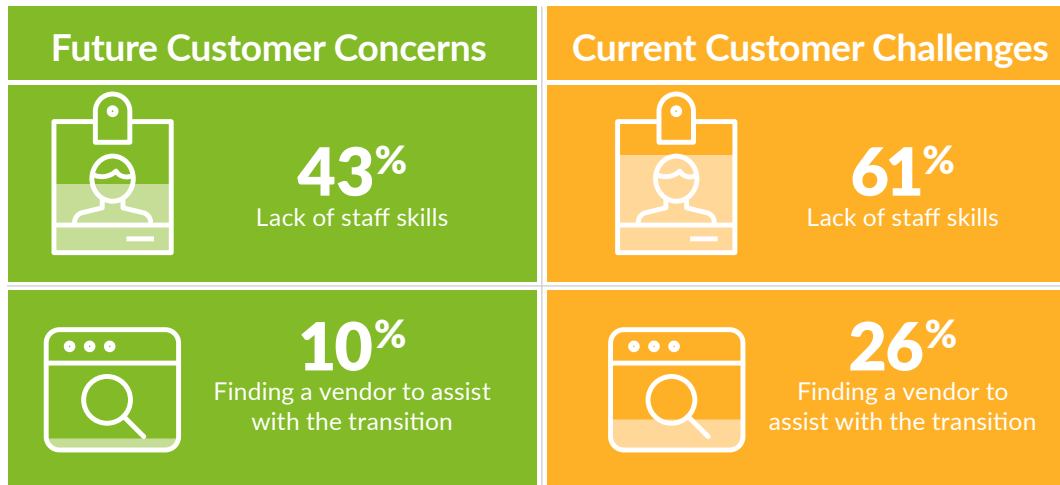 Future Customer Concerns
Current Customer Challenges
43%
Lack of staff skills
61%
Lack of staff skills
10%
Finding a vendor to assist
with the transition
26%
Finding a vendor to
assist with the transition